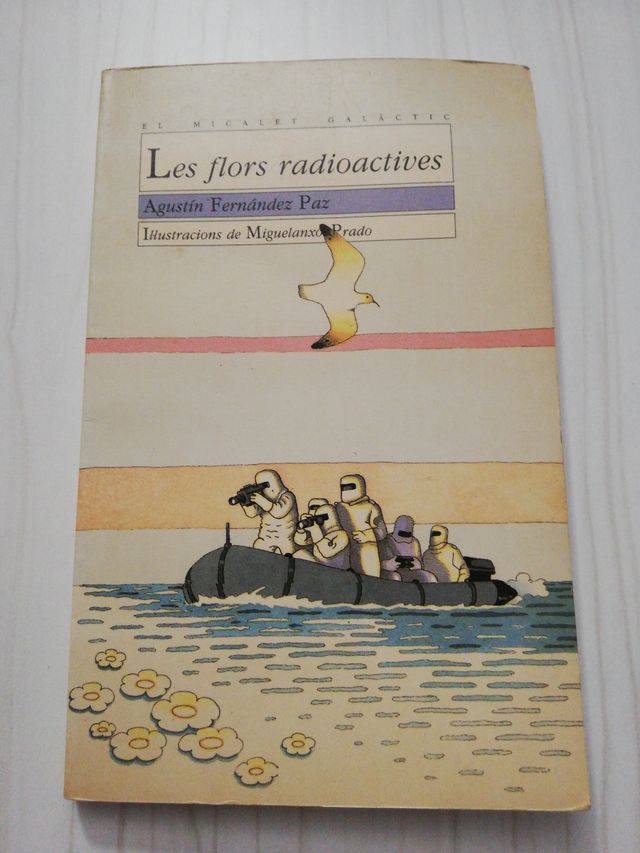 EL MICALET GALÀCTIC
Les flors radioactives
Agustín Fernández Paz
Il·lustracions de Miguelanxo Prado